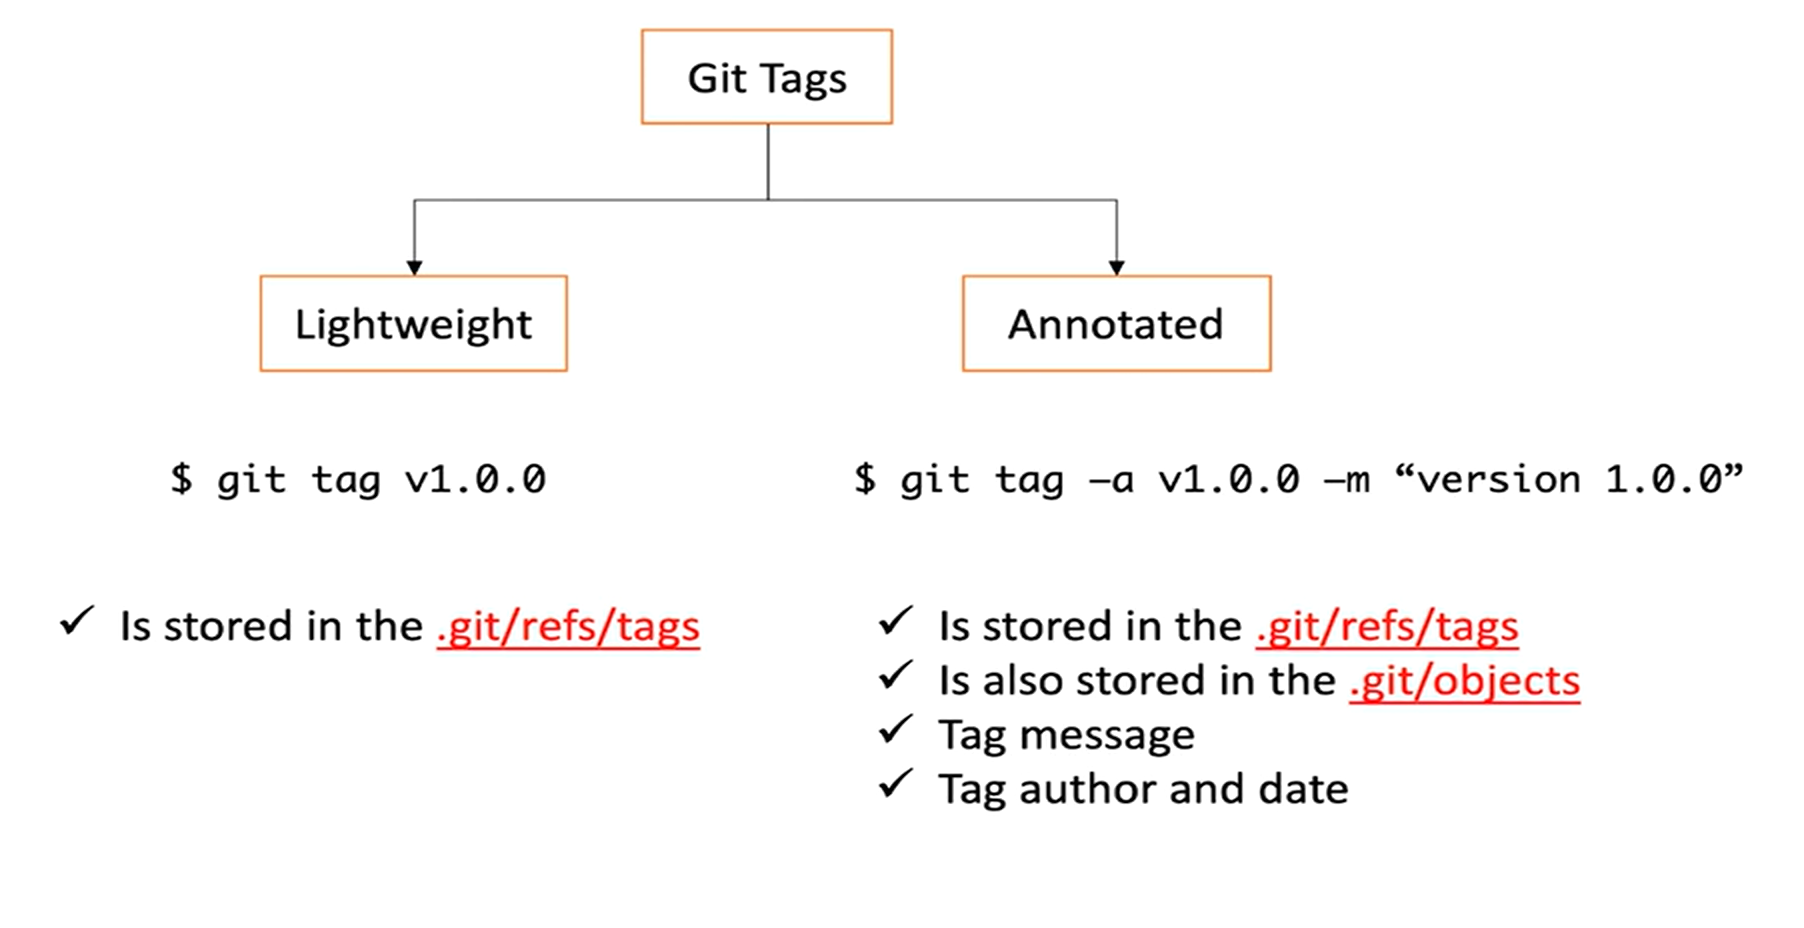 Git Tags
Lightweight
Annotated
$ git tag v1.0.0
$ git tag –a v1.0.0 –m “version 1.0.0”
✓ Is stored in the .git/refs/tags
✓ Is stored in the .git/refs/tags
✓ Is also stored in the .git/objects
✓ Tag message
✓ Tag author and date